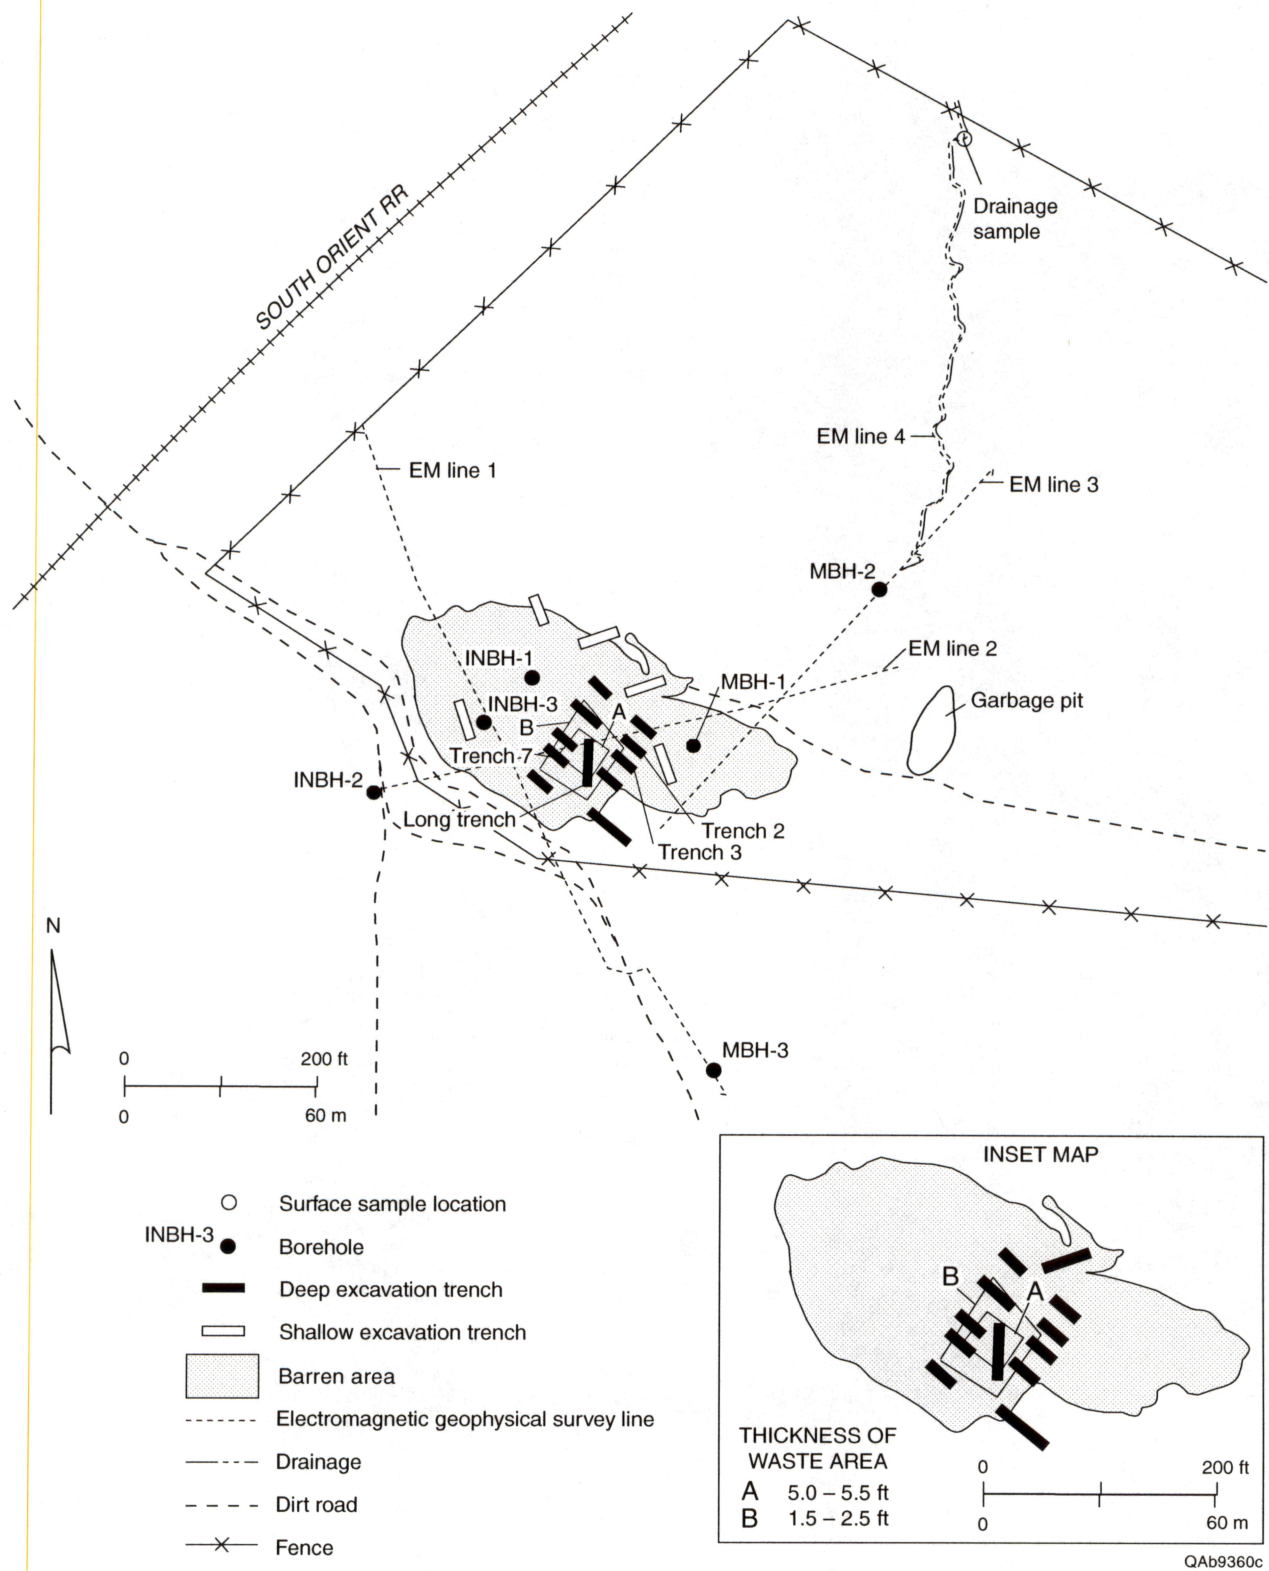 SOUTH ORIENT RR
Drainage
sample
EM line 4
EM line 1
EM line 3
MBH-2
EM line 2
INBH-1
MBH-1
Garbage pit
INBH-3
A
B
Trench 7
INBH-2
Long trench
Trench 2
Trench 3
N
MBH-3
0 200 ft
0 60 m
INSET MAP
Surface sample location
INBH-3
Borehole
Deep excavation trench
B
A
Shallow excavation trench
Barren area
Electromagnetic geophysical survey line
Drainage
Dirt road
Fence
THICKNESS OF
WASTE AREA
A 5.0 – 5.5 ft
B 1.5 – 2.5 ft
0 200 ft
0 60 m
QAb9360c